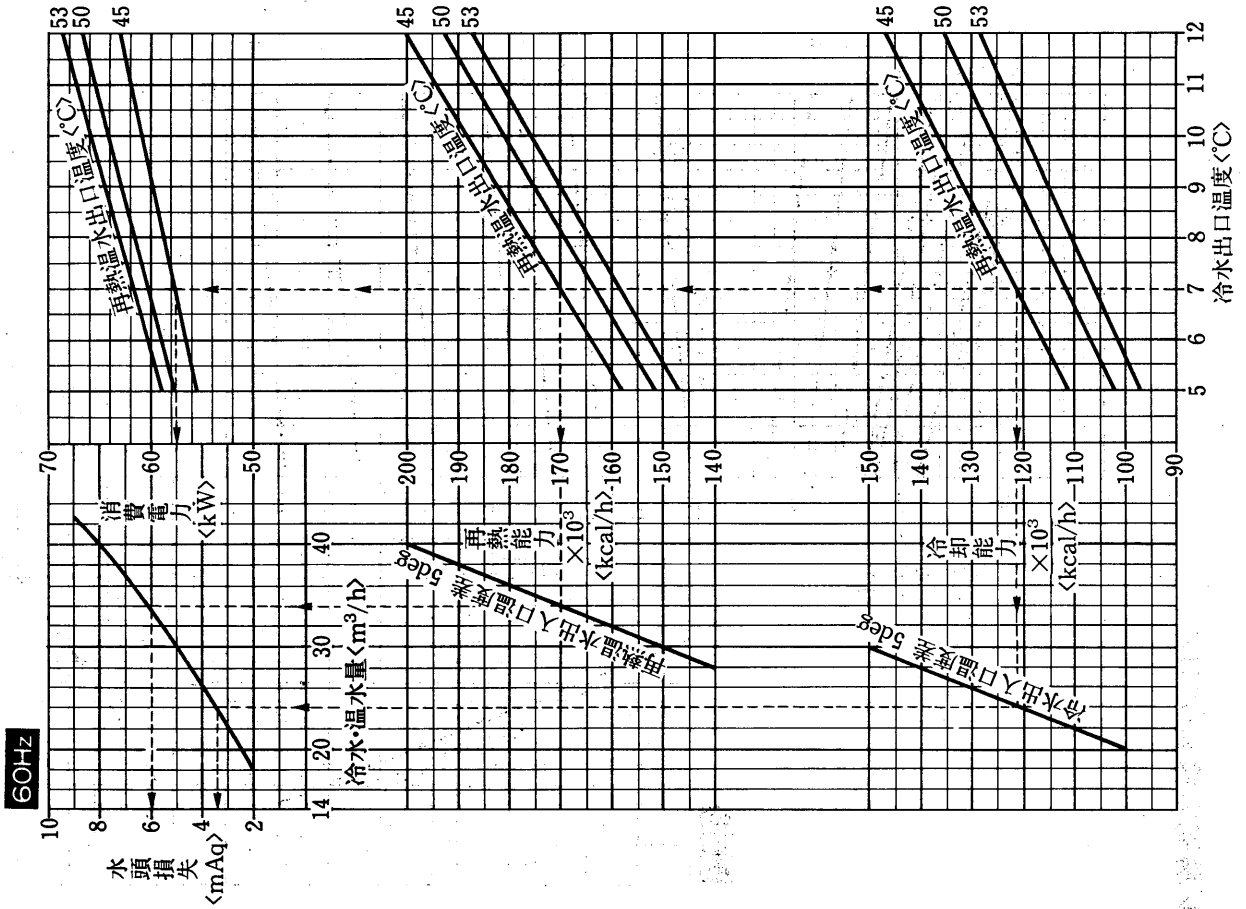 60Hz
53
50
45
再熱温水出口温度<℃>
70
60
50
消費電力
<kW>
10
8
6
4
2
水頭損失
<mAq>
14
20
30
40
冷水・温水量<m³/h>
45
50
53
再熱温水出口温度<℃>
200
190
180
170
160
150
140
再熱能力
×10³
<kcal/h>
再熱温水出入口温度差
5deg
45
50
53
再熱温水出口温度<℃>
150
140
130
120
110
100
90
冷却能力
×10³
<kcal/h>
冷水出入口温度差
5deg
5
6
7
8
9
10
11
12
冷水出口温度<℃>